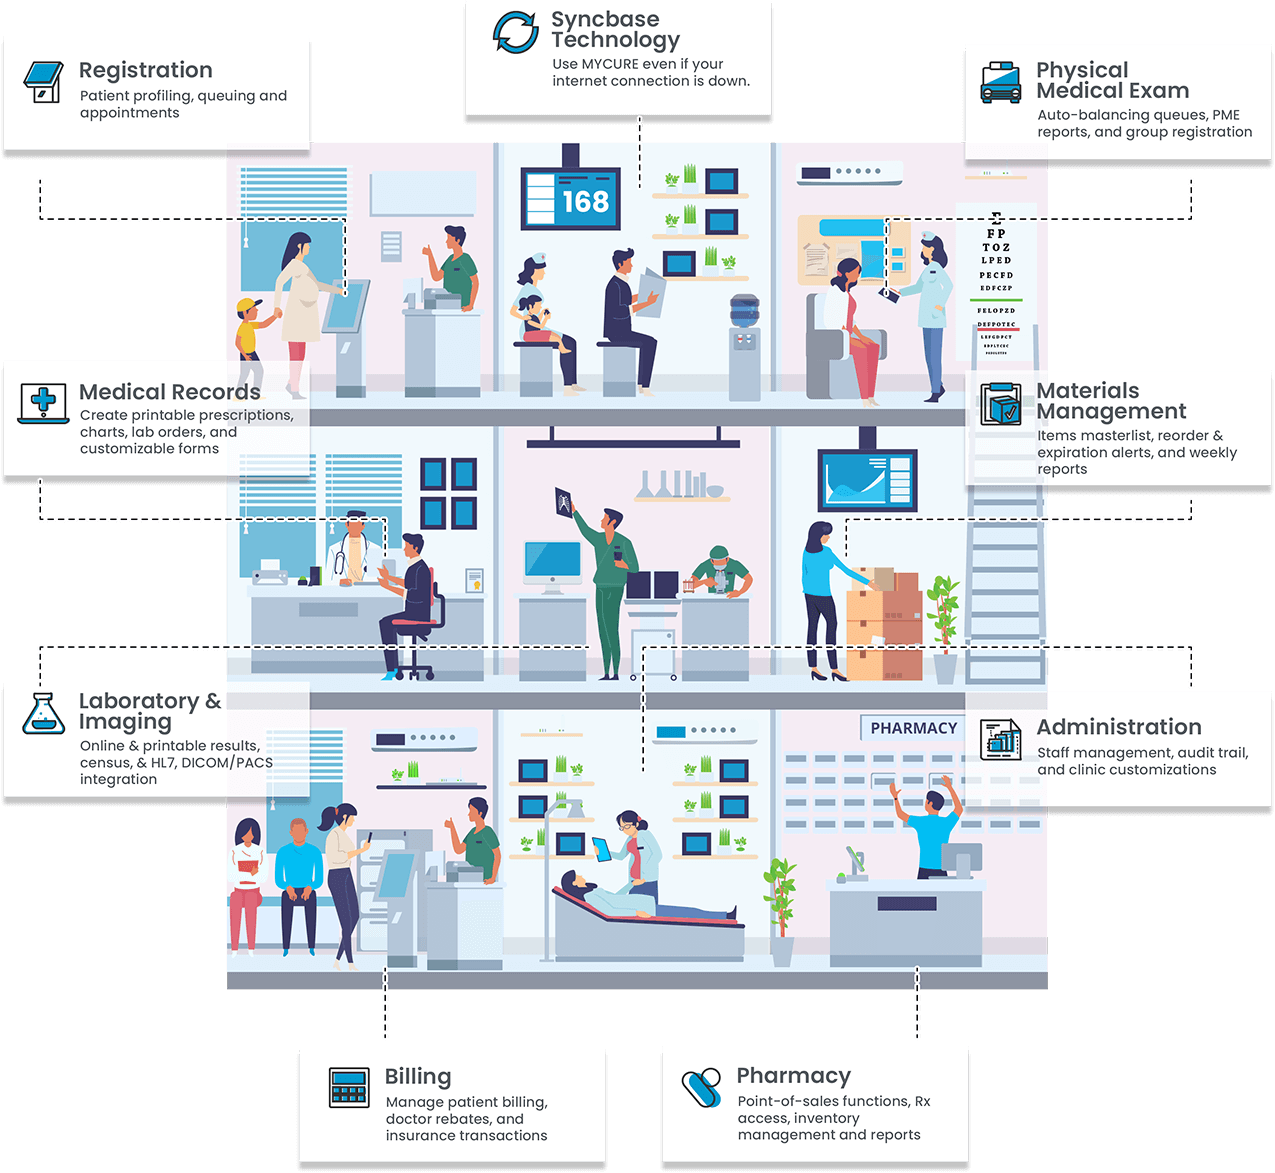 Syncbase
Technology
Use MYCURE even if your
internet connection is down.
Registration
Patient profiling, queuing and
appointments
Physical
Medical Exam
Auto-balancing queues, PME
reports, and group registration
168
E
F P
T O Z
L P E D
P E C F D
E D F C Z P
F E L O P Z D
D E F P O T E C
Medical Records
Create printable prescriptions,
charts, lab orders, and
customizable forms
Materials
Management
Items masterlist, reorder &
expiration alerts, and weekly
reports
Laboratory &
Imaging
Online & printable results,
census, & HL7, DICOM/PACS
integration
PHARMACY
Administration
Staff management, audit trail,
and clinic customizations
Billing
Manage patient billing,
doctor rebates, and
insurance transactions
Pharmacy
Point-of-sales functions, Rx
access, inventory
management and reports